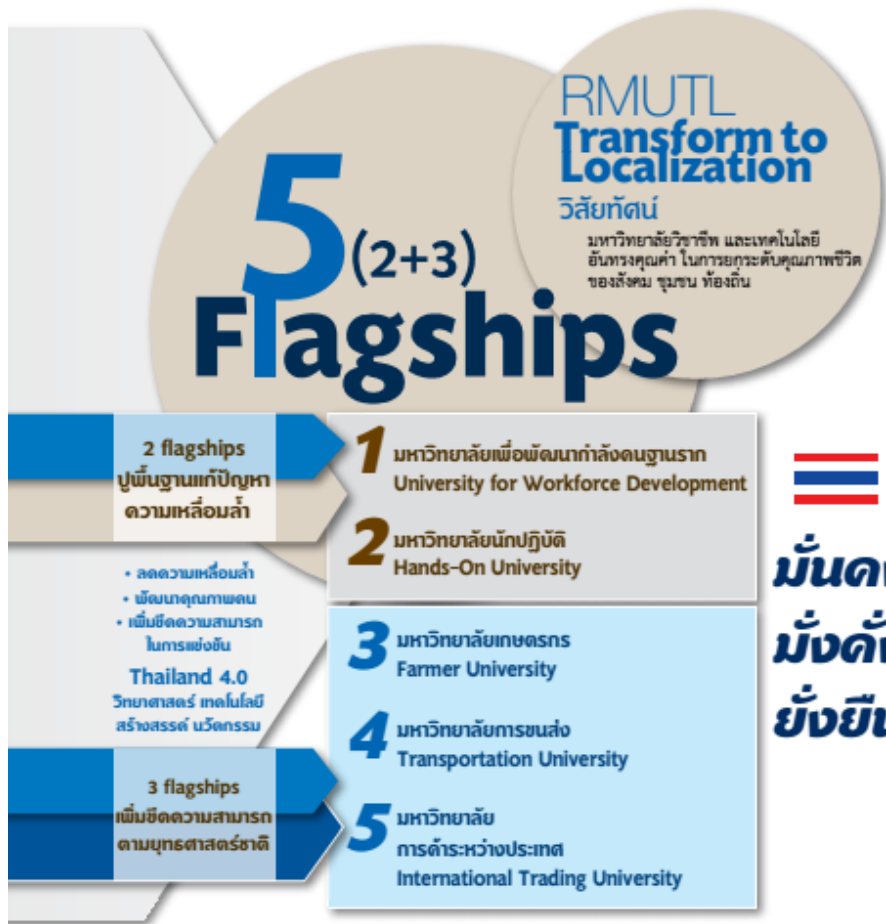 RMUTL
Transform to
Localization
วิสัยทัศน์
มหาวิทยาลัยวิชาชีพ และเทคโนโลยี
อันทรงคุณค่า ในการยกระดับคุณภาพชีวิต
ของสังคม ชุมชน ท้องถิ่น
5 (2+3)
Flagships
2 flagships
ปูพื้นฐานแก้ปัญหา
ความเหลื่อมล้ำ
1 มหาวิทยาลัยเพื่อพัฒนากำลังคนฐานราก
University for Workforce Development
2 มหาวิทยาลัยนักปฏิบัติ
Hands-On University
• ลดความเหลื่อมล้ำ
• พัฒนาคุณภาพคน
• เพิ่มขีดความสามารถ
ในการแข่งขัน
Thailand 4.0
วิทยาศาสตร์ เทคโนโลยี
สร้างสรรค์ นวัตกรรม
3 flagships
เพิ่มขีดความสามารถ
ตามยุทธศาสตร์ชาติ
3 มหาวิทยาลัยเกษตรกร
Farmer University
4 มหาวิทยาลัยการขนส่ง
Transportation University
5 มหาวิทยาลัย
การค้าระหว่างประเทศ
International Trading University